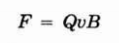 F = QvB